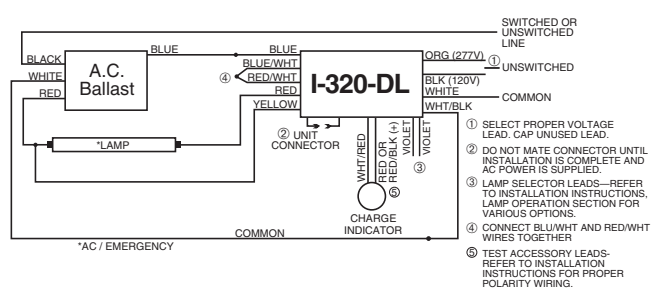 SWITCHED OR
UNSWITCHED
LINE
BLACK
BLUE
BLUE
ORG (277V)
①
UNSWITCHED
BLUE/WHT
WHITE
A.C.
Ballast
④
RED/WHT
I-320-DL
BLK (120V)
RED
RED
WHITE
COMMON
YELLOW
WHT/BLK
*LAMP
② UNIT
CONNECTOR
WHT/RED
RED OR
RED/BLK (+)
VIOLET
VIOLET
③
⑤
CHARGE
INDICATOR
COMMON
*AC / EMERGENCY
① SELECT PROPER VOLTAGE
LEAD. CAP UNUSED LEAD.
② DO NOT MATE CONNECTOR UNTIL
INSTALLATION IS COMPLETE AND
AC POWER IS SUPPLIED.
③ LAMP SELECTOR LEADS—REFER
TO INSTALLATION INSTRUCTIONS,
LAMP OPERATION SECTION FOR
VARIOUS OPTIONS.
④ CONNECT BLU/WHT AND RED/WHT
WIRES TOGETHER
⑤ TEST ACCESSORY LEADS-
REFER TO INSTALLATION
INSTRUCTIONS FOR PROPER
POLARITY WIRING.